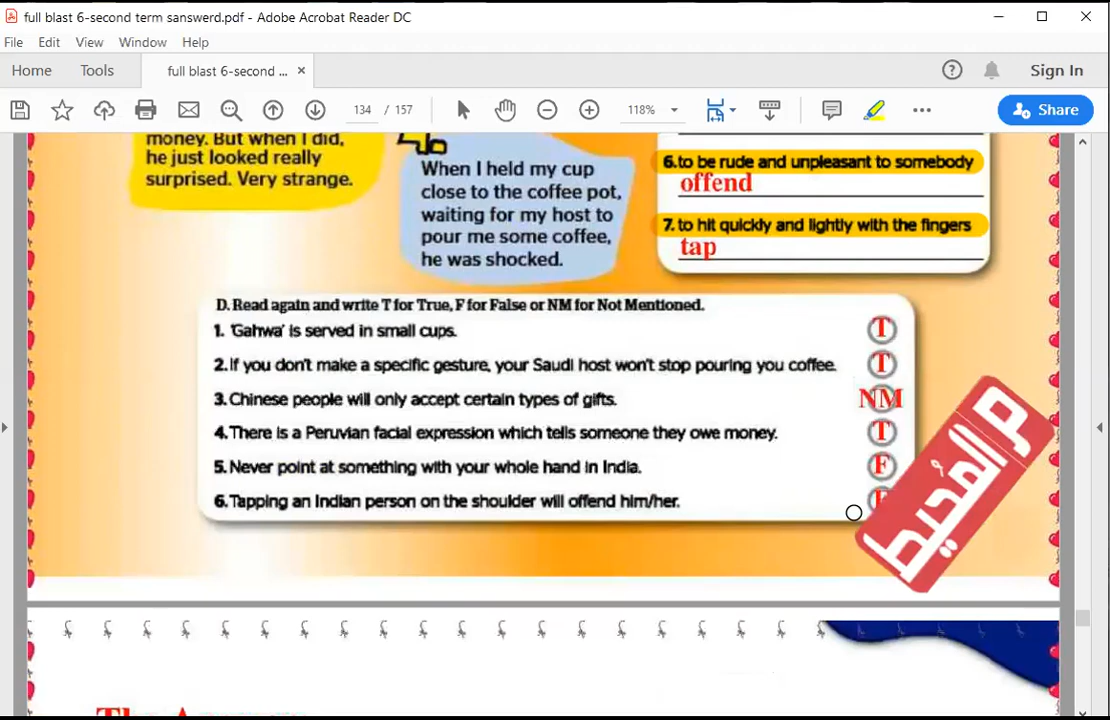 full blast 6-second term sanswerd.pdf - Adobe Acrobat Reader DC
File Edit View Window Help
Home Tools full blast 6-second ... × Sign In
134 / 157 118% Share
money. But when I did,
he just looked really
surprised. Very strange.
When I held my cup
close to the coffee pot,
waiting for my host to
pour me some coffee,
he was shocked.
6. to be rude and unpleasant to somebody
offend
7. to hit quickly and lightly with the fingers
tap
D. Read again and write T for True, F for False or NM for Not Mentioned.
1. 'Gahwa' is served in small cups. T
2. If you don't make a specific gesture, your Saudi host won't stop pouring you coffee. T
3. Chinese people will only accept certain types of gifts. NM
4. There is a Peruvian facial expression which tells someone they owe money. T
5. Never point at something with your whole hand in India. F
6. Tapping an Indian person on the shoulder will offend him/her.